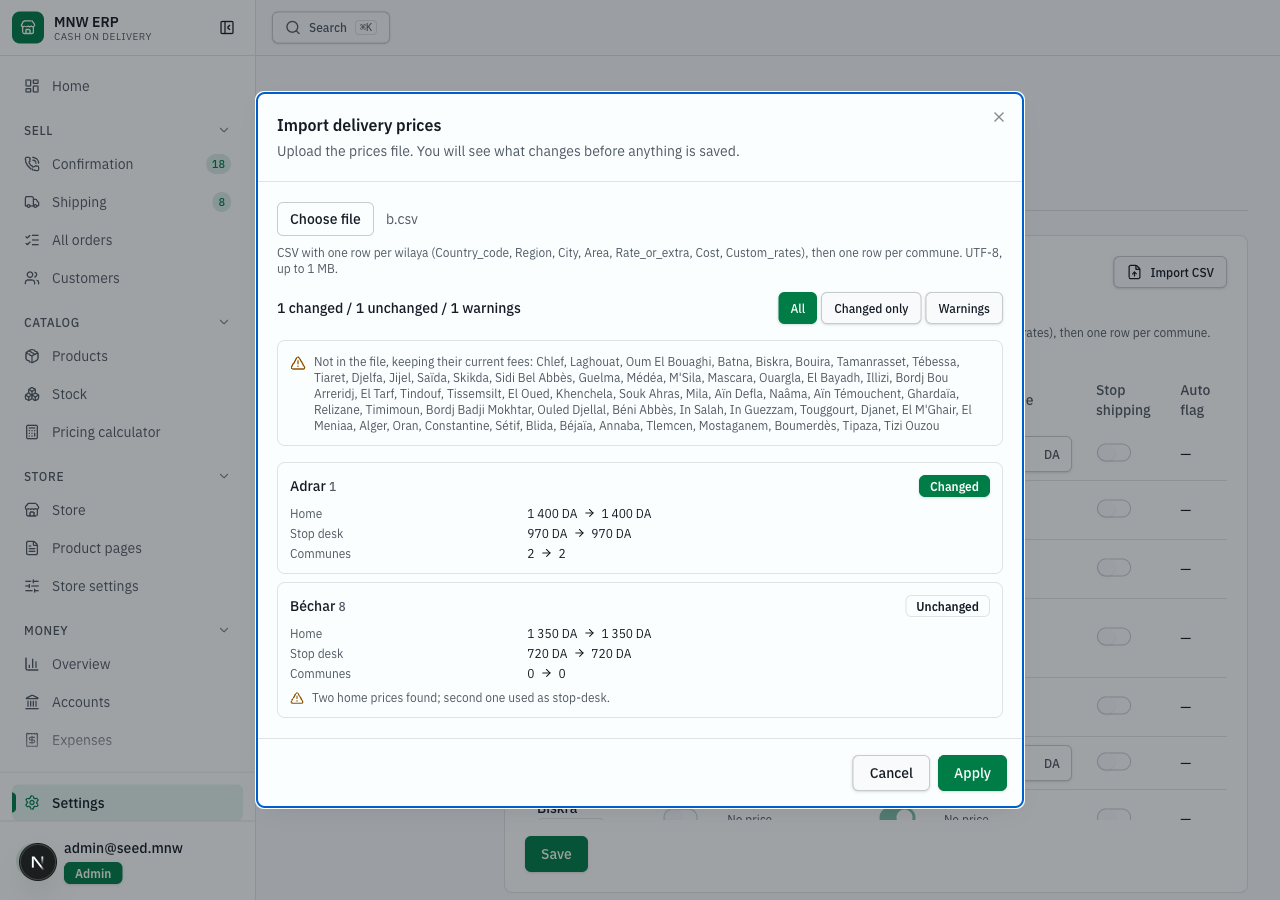 MNW ERP
CASH ON DELIVERY
Search ⌘K
Home
SELL
Confirmation 18
Shipping 8
All orders
Customers
CATALOG
Products
Stock
Pricing calculator
STORE
Store
Product pages
Store settings
MONEY
Overview
Accounts
Expenses
Settings
admin@seed.mnw
Admin
N
Import delivery prices
Upload the prices file. You will see what changes before anything is saved.
Choose file b.csv
CSV with one row per wilaya (Country_code, Region, City, Area, Rate_or_extra, Cost, Custom_rates), then one row per commune. UTF-8,
up to 1 MB.
1 changed / 1 unchanged / 1 warnings
All Changed only Warnings
Not in the file, keeping their current fees: Chlef, Laghouat, Oum El Bouaghi, Batna, Biskra, Bouira, Tamanrasset, Tébessa,
Tiaret, Djelfa, Jijel, Saïda, Skikda, Sidi Bel Abbès, Guelma, Médéa, M'Sila, Mascara, Ouargla, El Bayadh, Illizi, Bordj Bou
Arreridj, El Tarf, Tindouf, Tissemsilt, El Oued, Khenchela, Souk Ahras, Mila, Aïn Defla, Naâma, Aïn Témouchent, Ghardaïa,
Relizane, Timimoun, Bordj Badji Mokhtar, Ouled Djellal, Béni Abbès, In Salah, In Guezzam, Touggourt, Djanet, El M'Ghair, El
Meniaa, Alger, Oran, Constantine, Sétif, Blida, Béjaïa, Annaba, Tlemcen, Mostaganem, Boumerdès, Tipaza, Tizi Ouzou
Adrar 1 Changed
Home 1 400 DA → 1 400 DA
Stop desk 970 DA → 970 DA
Communes 2 → 2
Béchar 8 Unchanged
Home 1 350 DA → 1 350 DA
Stop desk 720 DA → 720 DA
Communes 0 → 0
Two home prices found; second one used as stop-desk.
Cancel Apply
Import CSV
rates), then one row per commune.
Stop
shipping
Auto
flag
DA —
—
—
—
—
DA —
Biskra No price No price —
Save